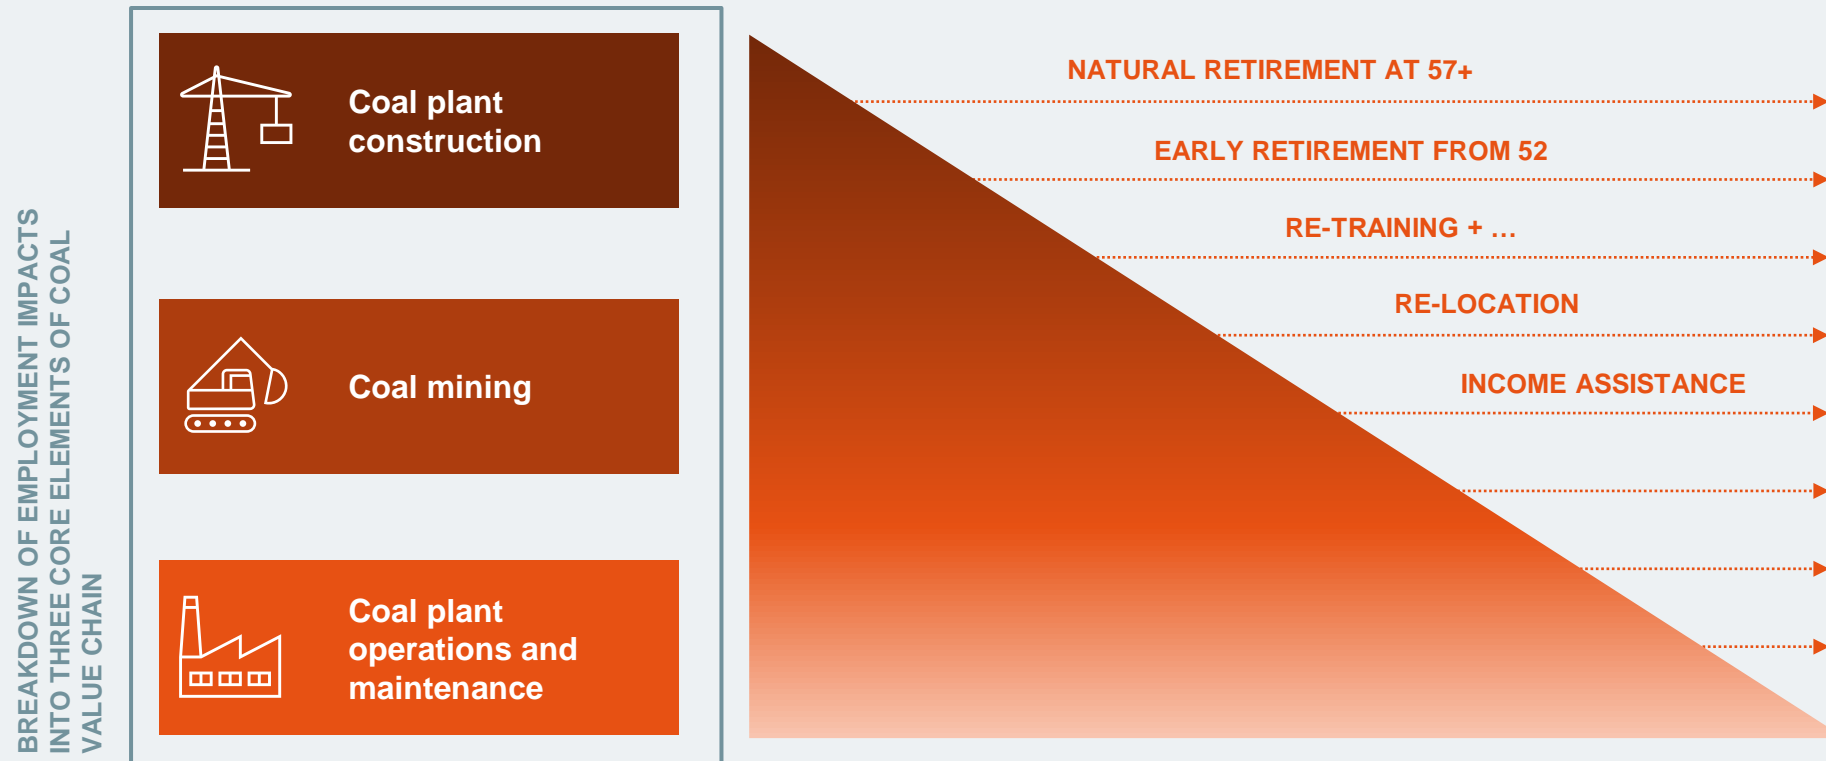 BREAKDOWN OF EMPLOYMENT IMPACTS
INTO THREE CORE ELEMENTS OF COAL
VALUE CHAIN
Coal plant
construction
Coal mining
Coal plant
operations and
maintenance
NATURAL RETIREMENT AT 57+
EARLY RETIREMENT FROM 52
RE-TRAINING + …
RE-LOCATION
INCOME ASSISTANCE